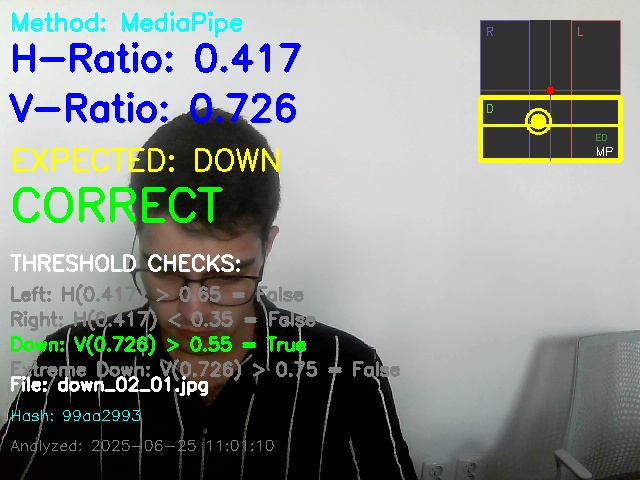 Method: MediaPipe
H-Ratio: 0.417
V-Ratio: 0.726
EXPECTED: DOWN
CORRECT
THRESHOLD CHECKS:
Left: H(0.417) > 0.65 = False
Right: H(0.417) < 0.35 = False
Down: V(0.726) > 0.55 = True
Extreme Down: V(0.726) > 0.75 = False
File: down_02_01.jpg
Hash: 99aa2993
Analyzed: 2025-06-25 11:01:10
R L
D
ED
MP